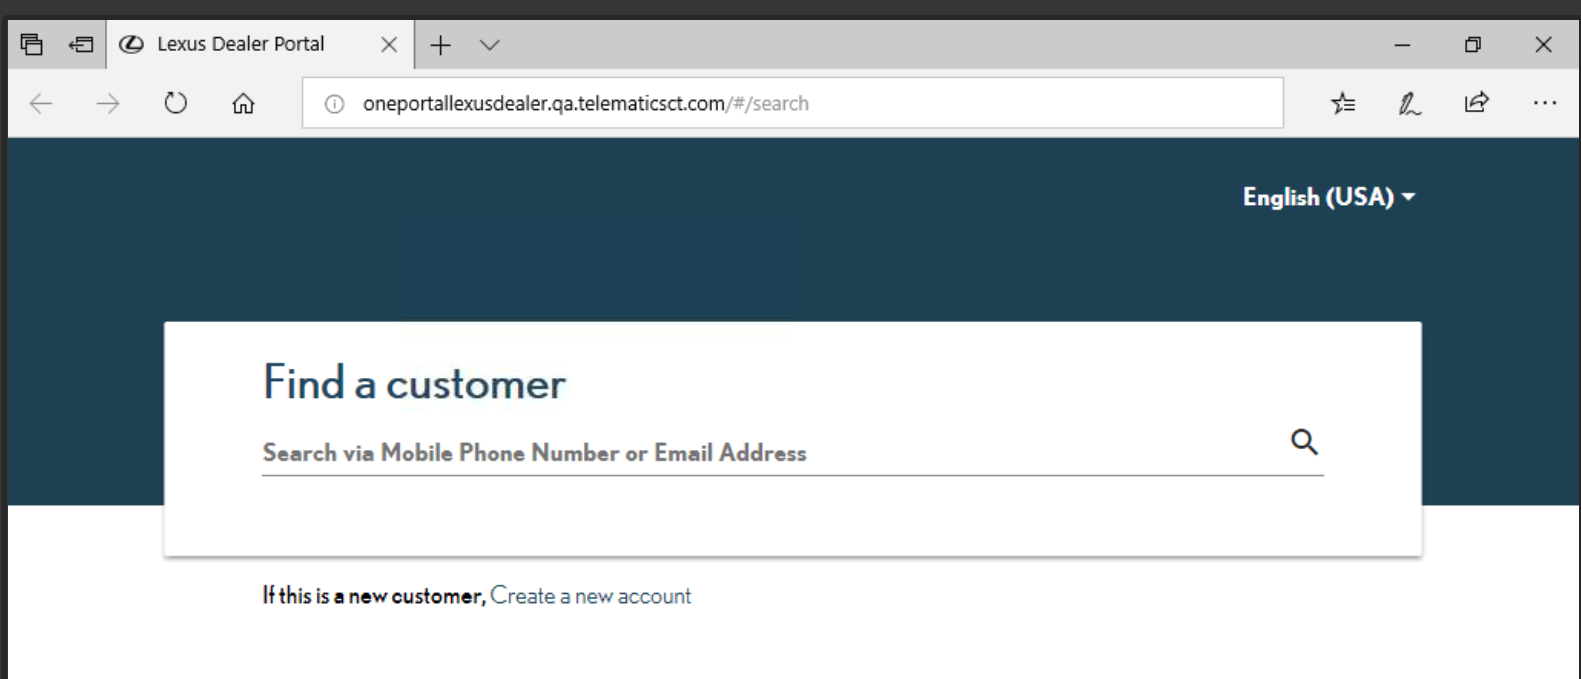 Lexus Dealer Portal
oneportallexusdealer.qa.telematicsct.com/#/search
English (USA)
Find a customer
Search via Mobile Phone Number or Email Address
If this is a new customer, Create a new account